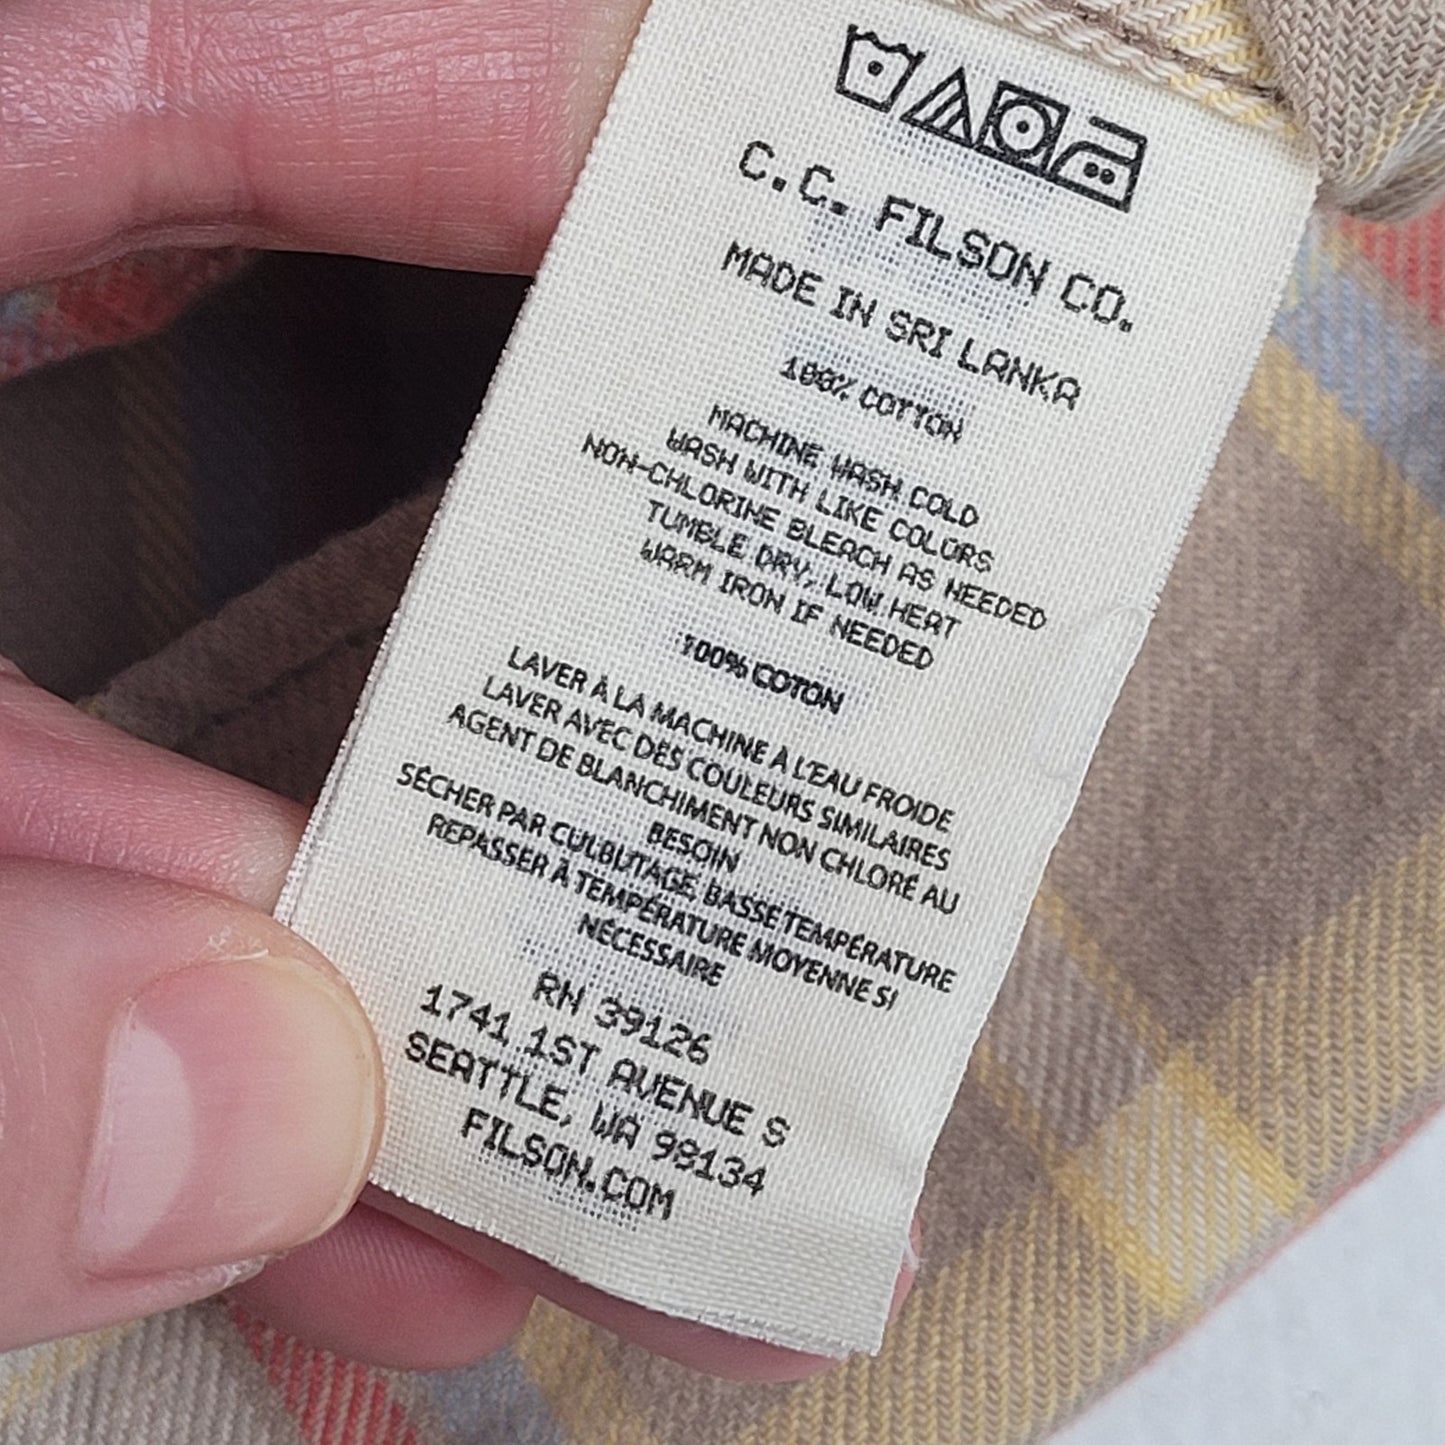 C.C. FILSON CO.
MADE IN SRI LANKA
100% COTTON
MACHINE WASH COLD
WASH WITH LIKE COLORS
NON-CHLORINE BLEACH AS NEEDED
TUMBLE DRY, LOW HEAT
WARM IRON IF NEEDED
100% COTON
LAVER À LA MACHINE À L'EAU FROIDE
LAVER AVEC DES COULEURS SIMILAIRES
AGENT DE BLANCHIMENT NON CHLORÉ AU
BESOIN
SÉCHER PAR CULBUTAGE, BASSE TEMPÉRATURE
REPASSER À TEMPÉRATURE MOYENNE SI
NÉCESSAIRE
RN 39126
1741 1ST AVENUE S
SEATTLE, WA 98134
FILSON.COM